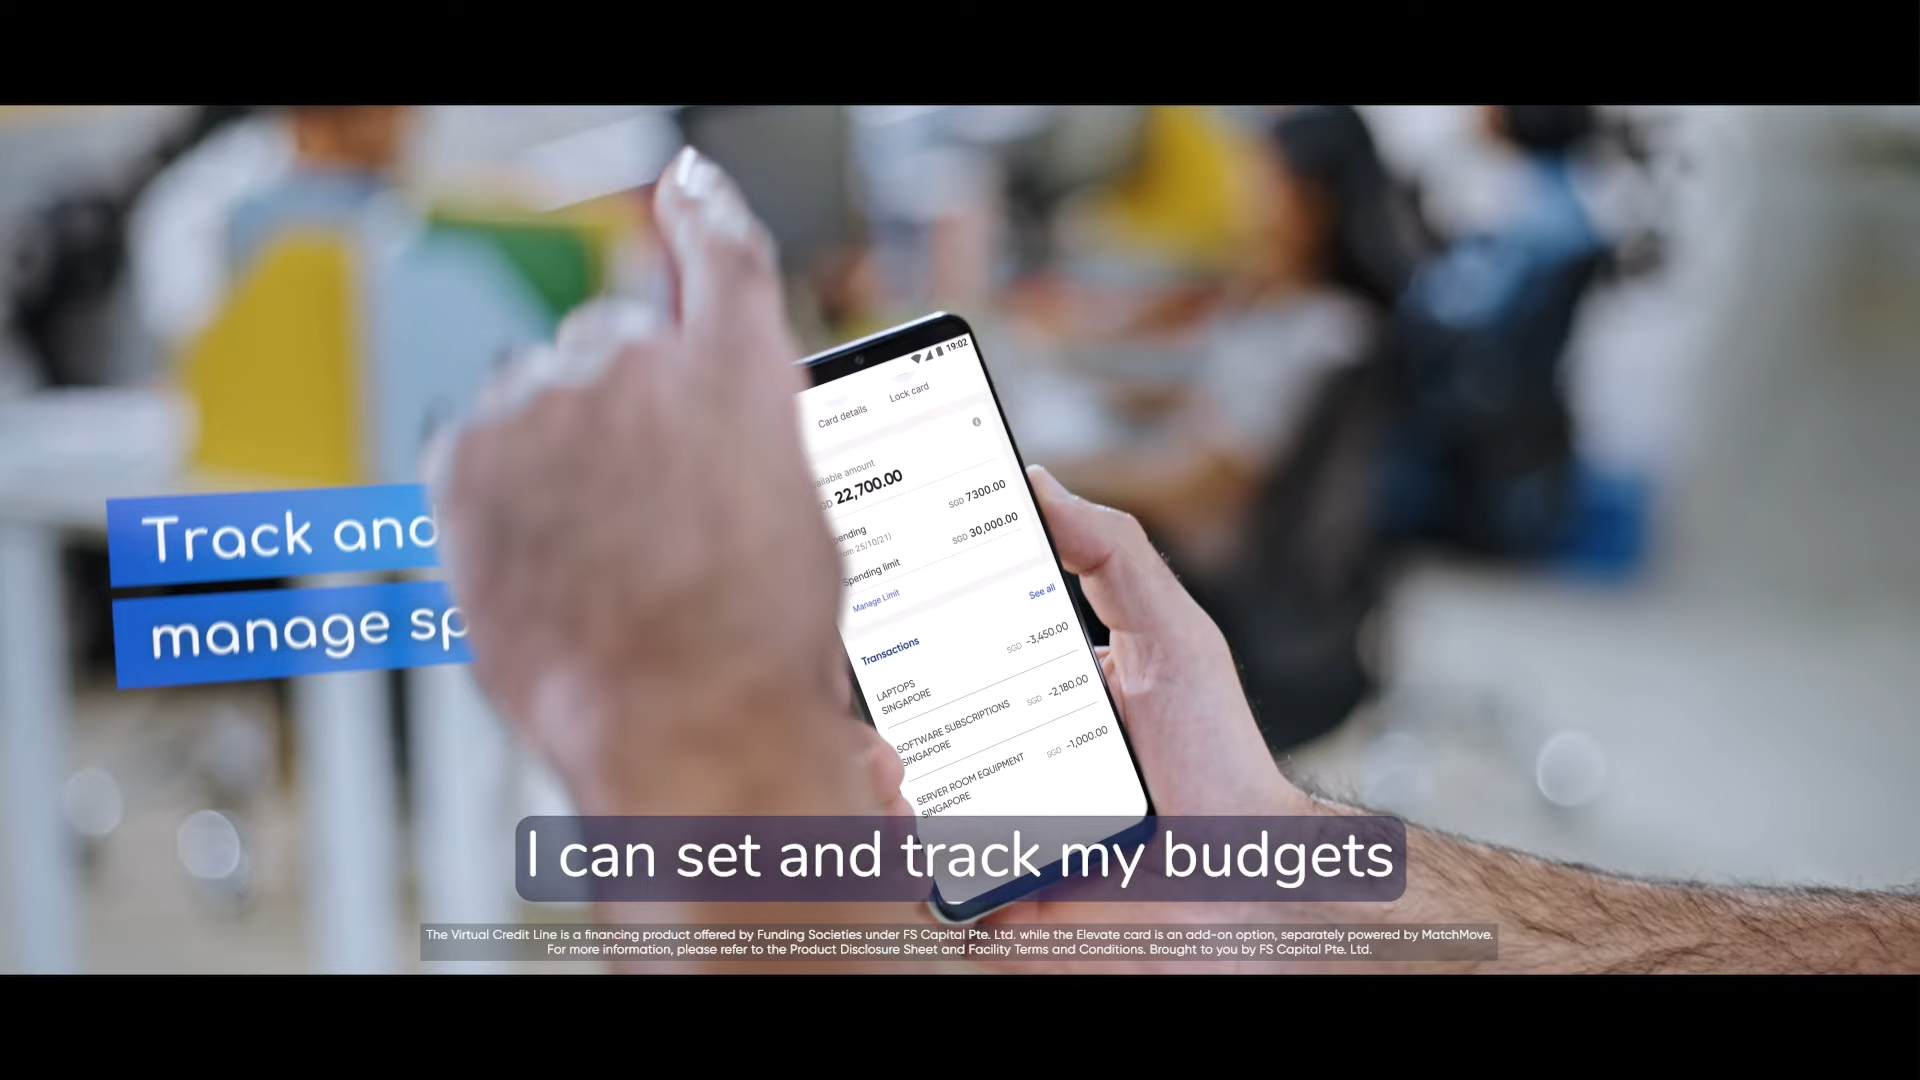 19:02
Card details
Lock card
amount
22,700.00
SGD 7300.00
25/10/21)
Spending limit
SGD 30,000.00
Manage Limit
See all
Transactions
LAPTOPS
SINGAPORE
SGD -3,450.00
SOFTWARE SUBSCRIPTIONS
SINGAPORE
SGD -2,180.00
SERVER ROOM EQUIPMENT
SINGAPORE
SGD -1,000.00
Track and
manage
I can set and track my budgets
The Virtual Credit Line is a financing product offered by Funding Societies under FS Capital Pte. Ltd. while the Elevate card is an add-on option, separately powered by MatchMove.
For more information, please refer to the Product Disclosure Sheet and Facility Terms and Conditions. Brought to you by FS Capital Pte. Ltd.